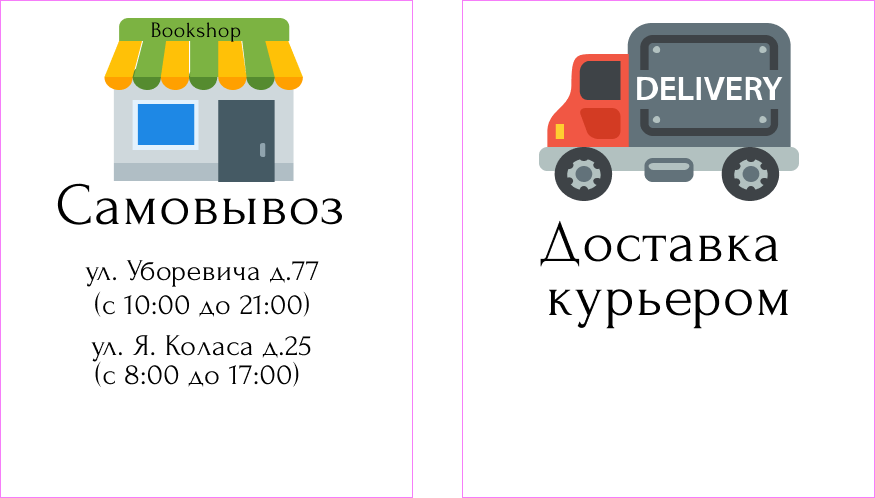 Bookshop
Самовывоз
ул. Уборевича д.77
(с 10:00 до 21:00)
ул. Я. Коласа д.25
(с 8:00 до 17:00)
DELIVERY
Доставка
курьером